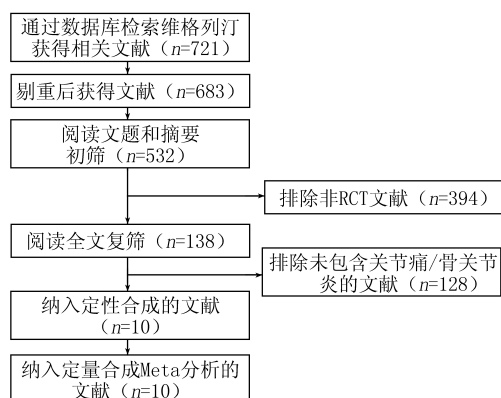 通过数据库检索维格列汀
获得相关文献（n=721）
剔重后获得文献（n=683）
阅读文题和摘要
初筛（n=532）
排除非RCT文献（n=394）
阅读全文复筛（n=138）
排除未包含关节痛/骨关节
炎的文献（n=128）
纳入定性合成的文献
（n=10）
纳入定量合成Meta分析的
文献（n=10）